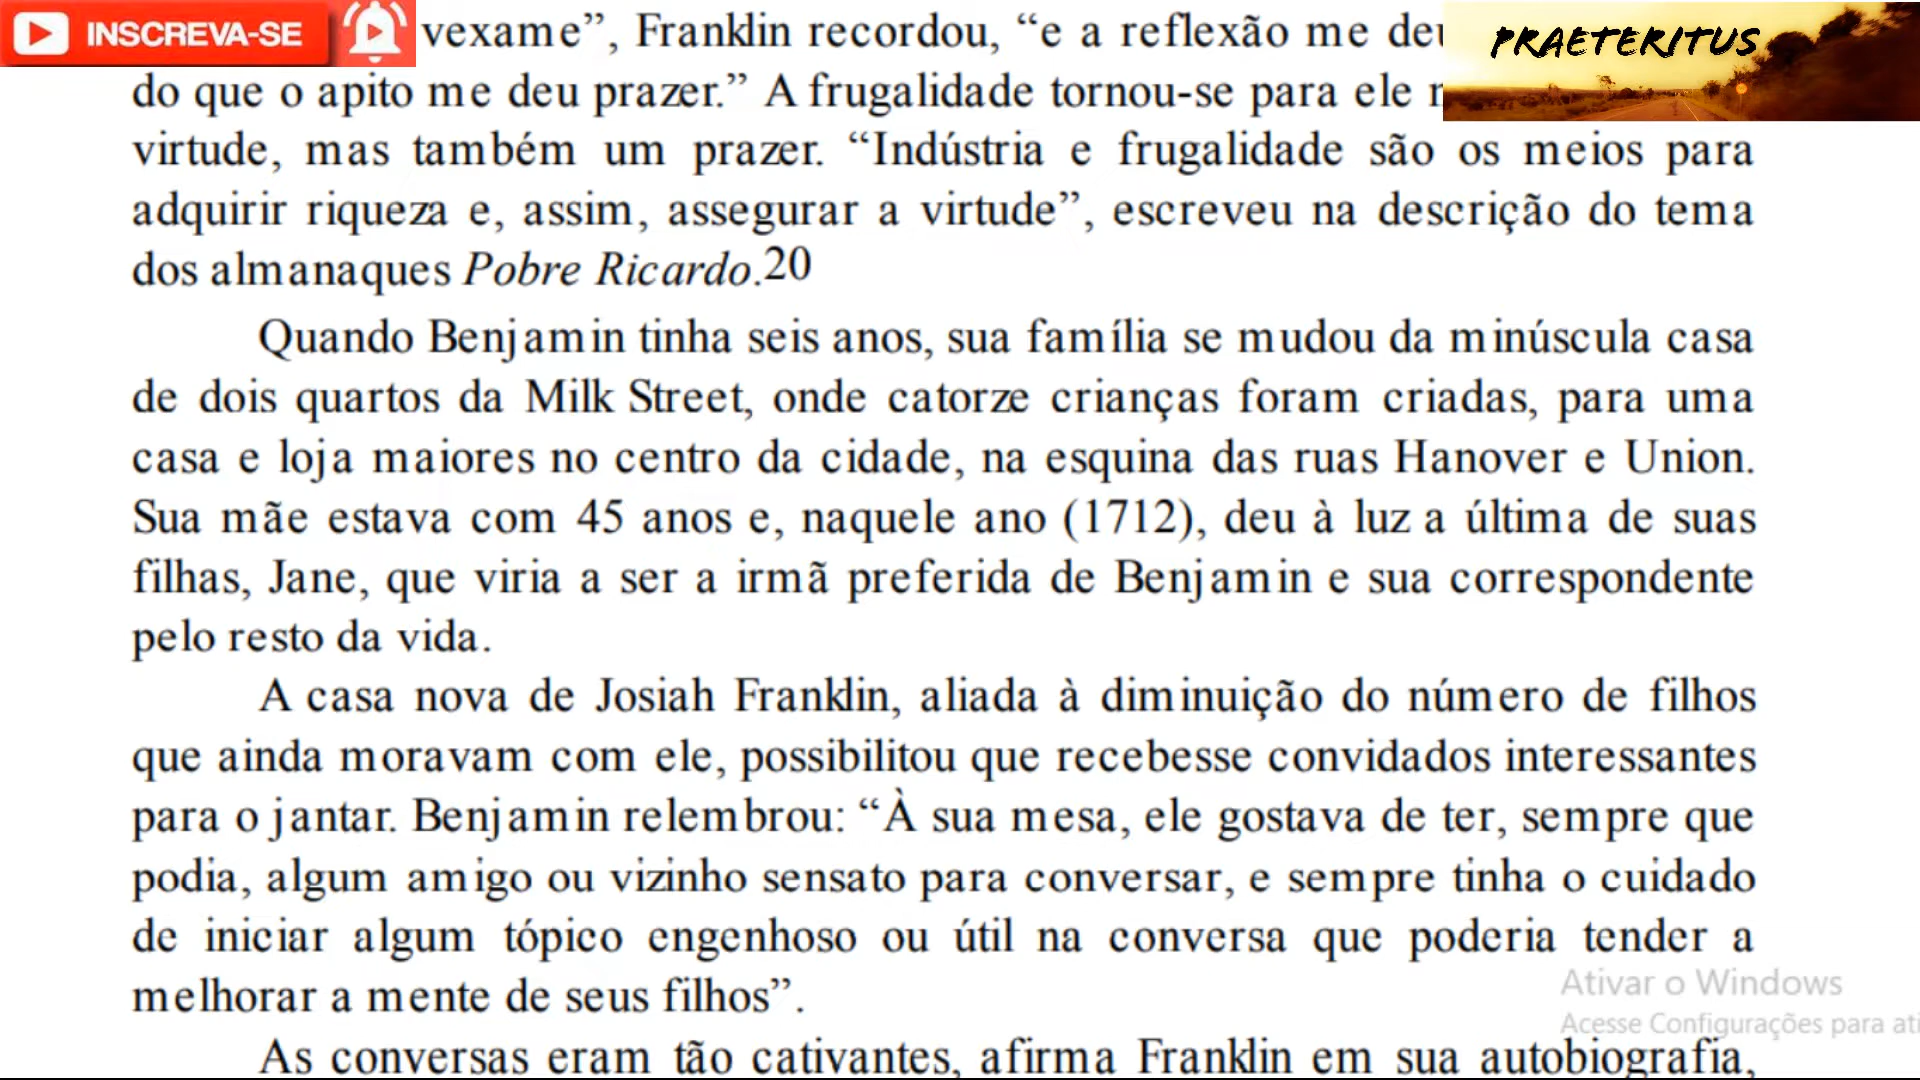 INSCREVA-SE
vexame”, Franklin recordou, “e a reflexão me deu
PRAETERITUS
do que o apito me deu prazer.” A frugalidade tornou-se para ele
virtude, mas também um prazer. “Indústria e frugalidade são os meios para
adquirir riqueza e, assim, assegurar a virtude”, escreveu na descrição do tema
dos almanaques Pobre Ricardo.20
Quando Benjamin tinha seis anos, sua família se mudou da minúscula casa
de dois quartos da Milk Street, onde catorze crianças foram criadas, para uma
casa e loja maiores no centro da cidade, na esquina das ruas Hanover e Union.
Sua mãe estava com 45 anos e, naquele ano (1712), deu à luz a última de suas
filhas, Jane, que viria a ser a irmã preferida de Benjamin e sua correspondente
pelo resto da vida.
A casa nova de Josiah Franklin, aliada à diminuição do número de filhos
que ainda moravam com ele, possibilitou que recebesse convidados interessantes
para o jantar. Benjamin relembrou: “À sua mesa, ele gostava de ter, sempre que
podia, algum amigo ou vizinho sensato para conversar, e sempre tinha o cuidado
de iniciar algum tópico engenhoso ou útil na conversa que poderia tender a
melhorar a mente de seus filhos”.
Ativar o Windows
Acesse Configurações para ati
As conversas eram tão cativantes, afirma Franklin em sua autobiografia,